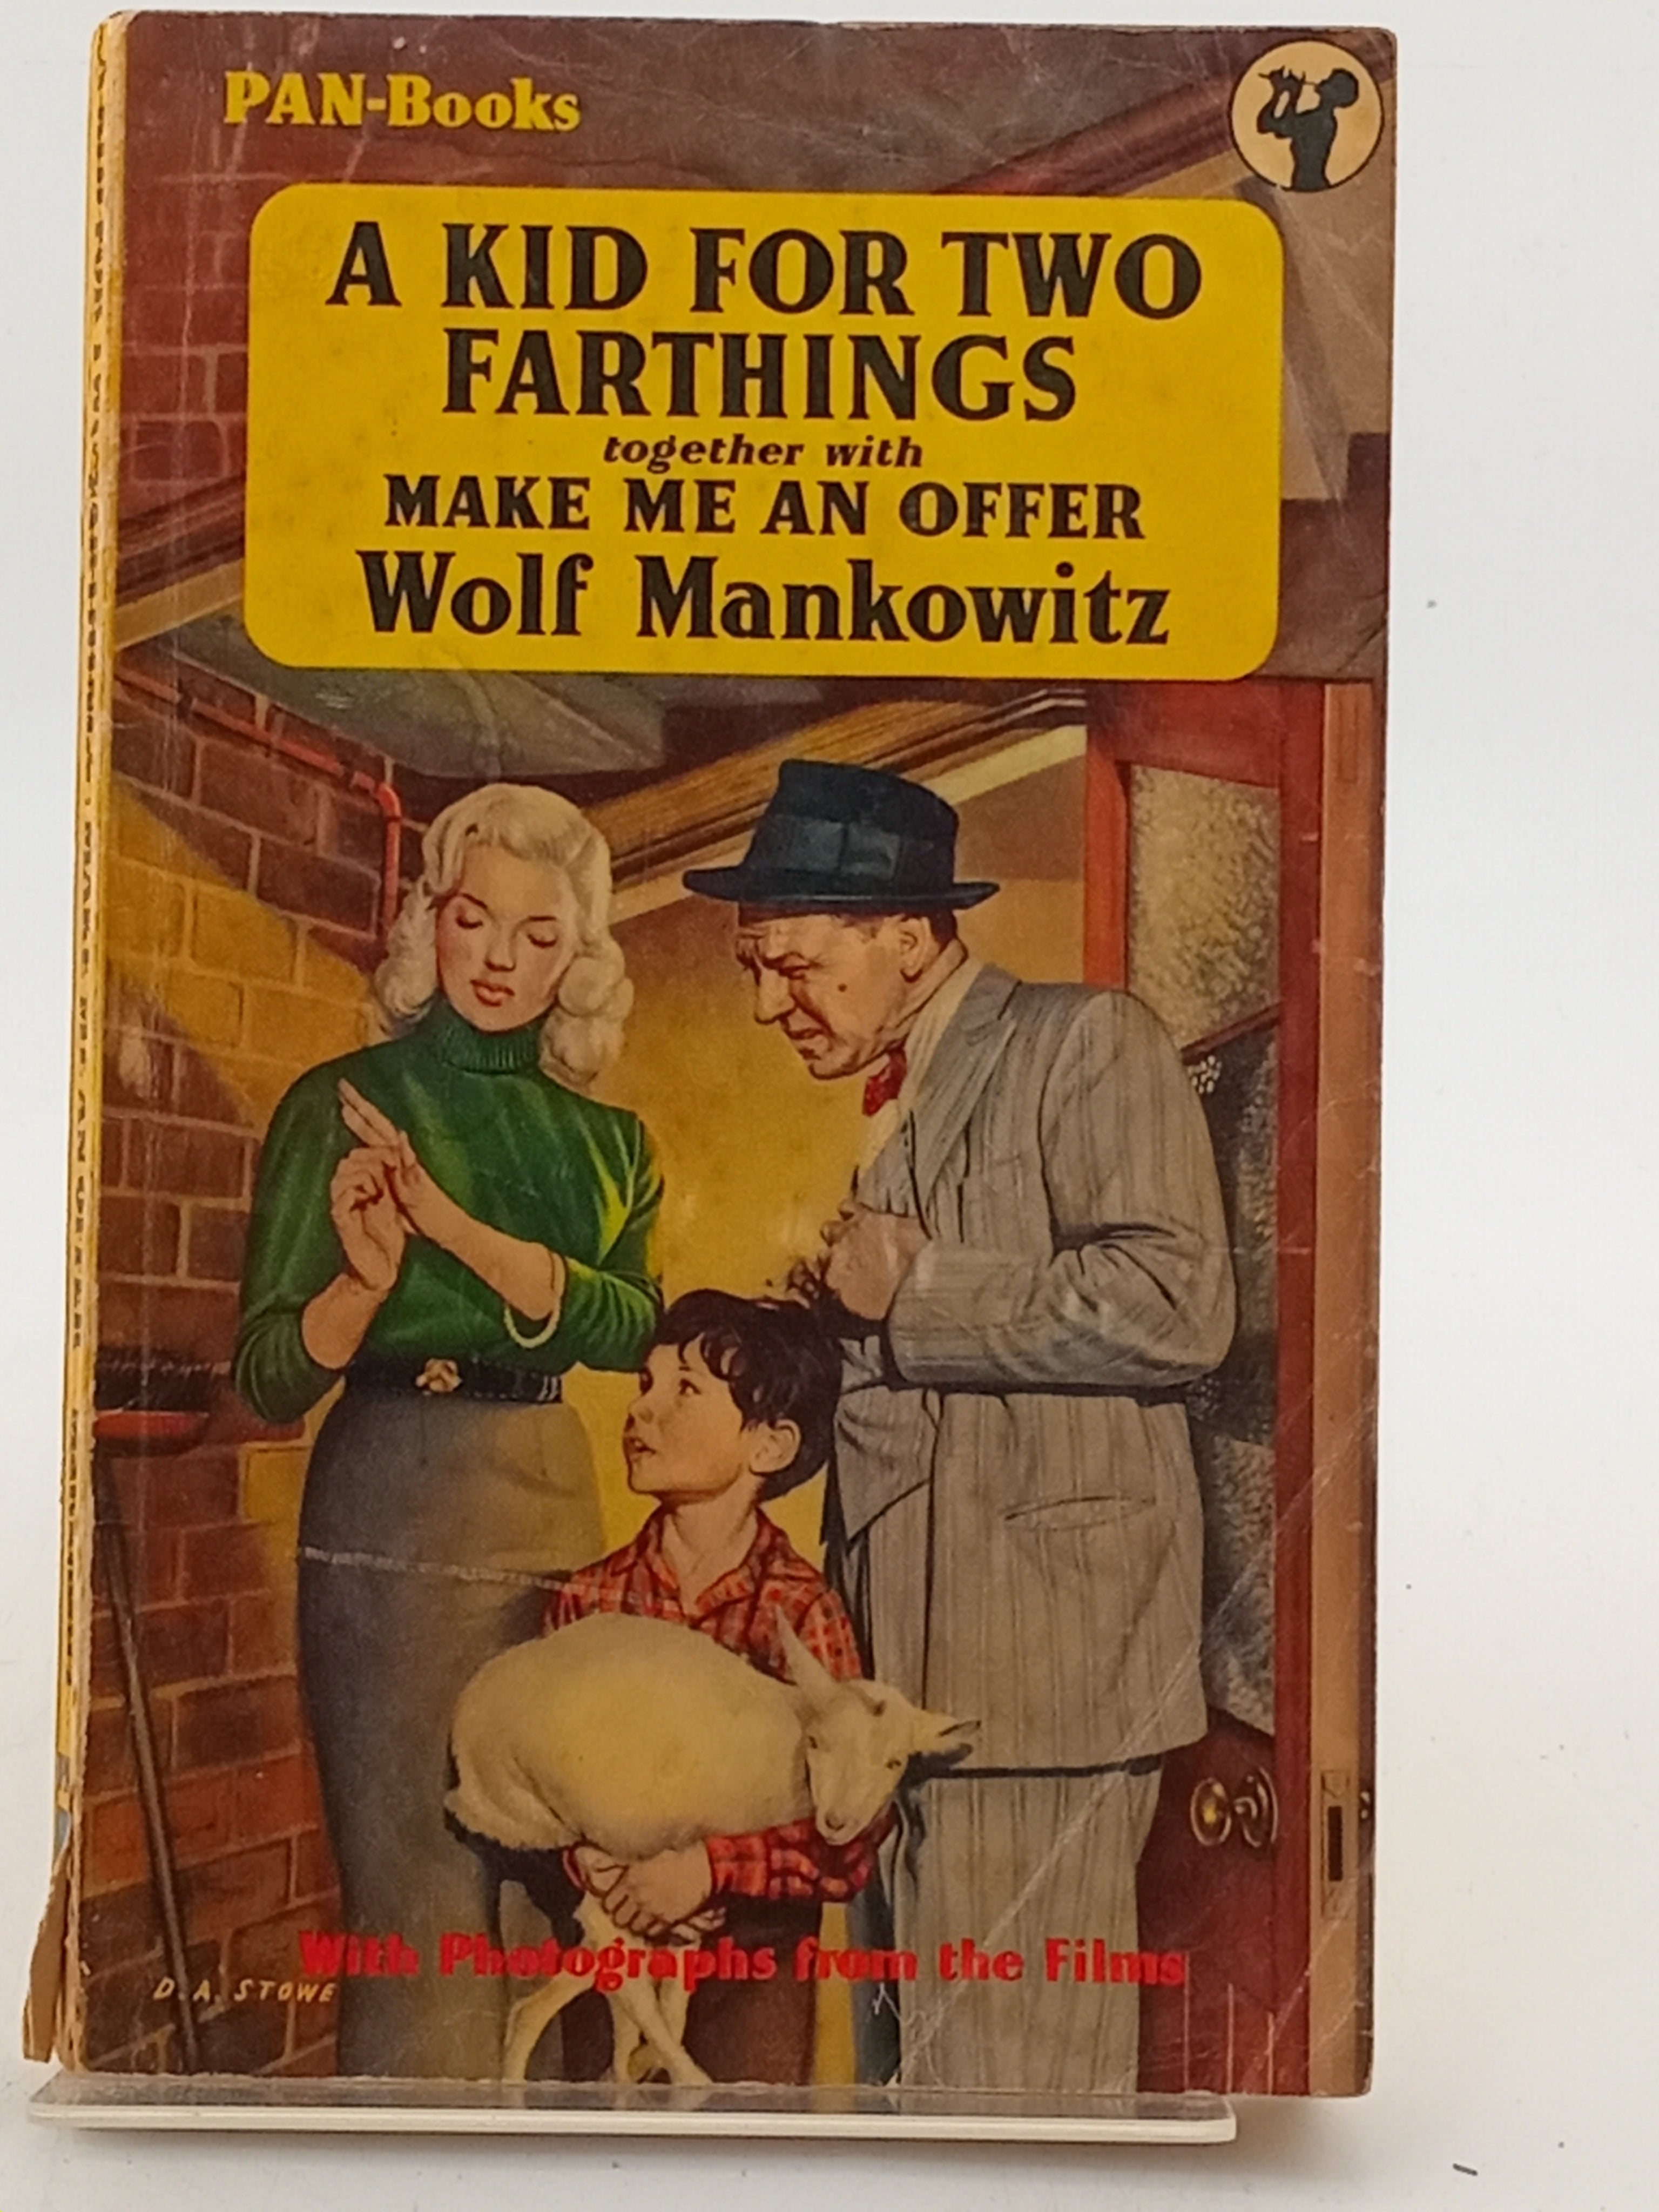 PAN-Books
A KID FOR TWO
FARTHINGS
together with
MAKE ME AN OFFER
Wolf Mankowitz
With Photographs from the Films
D. A. STOWE